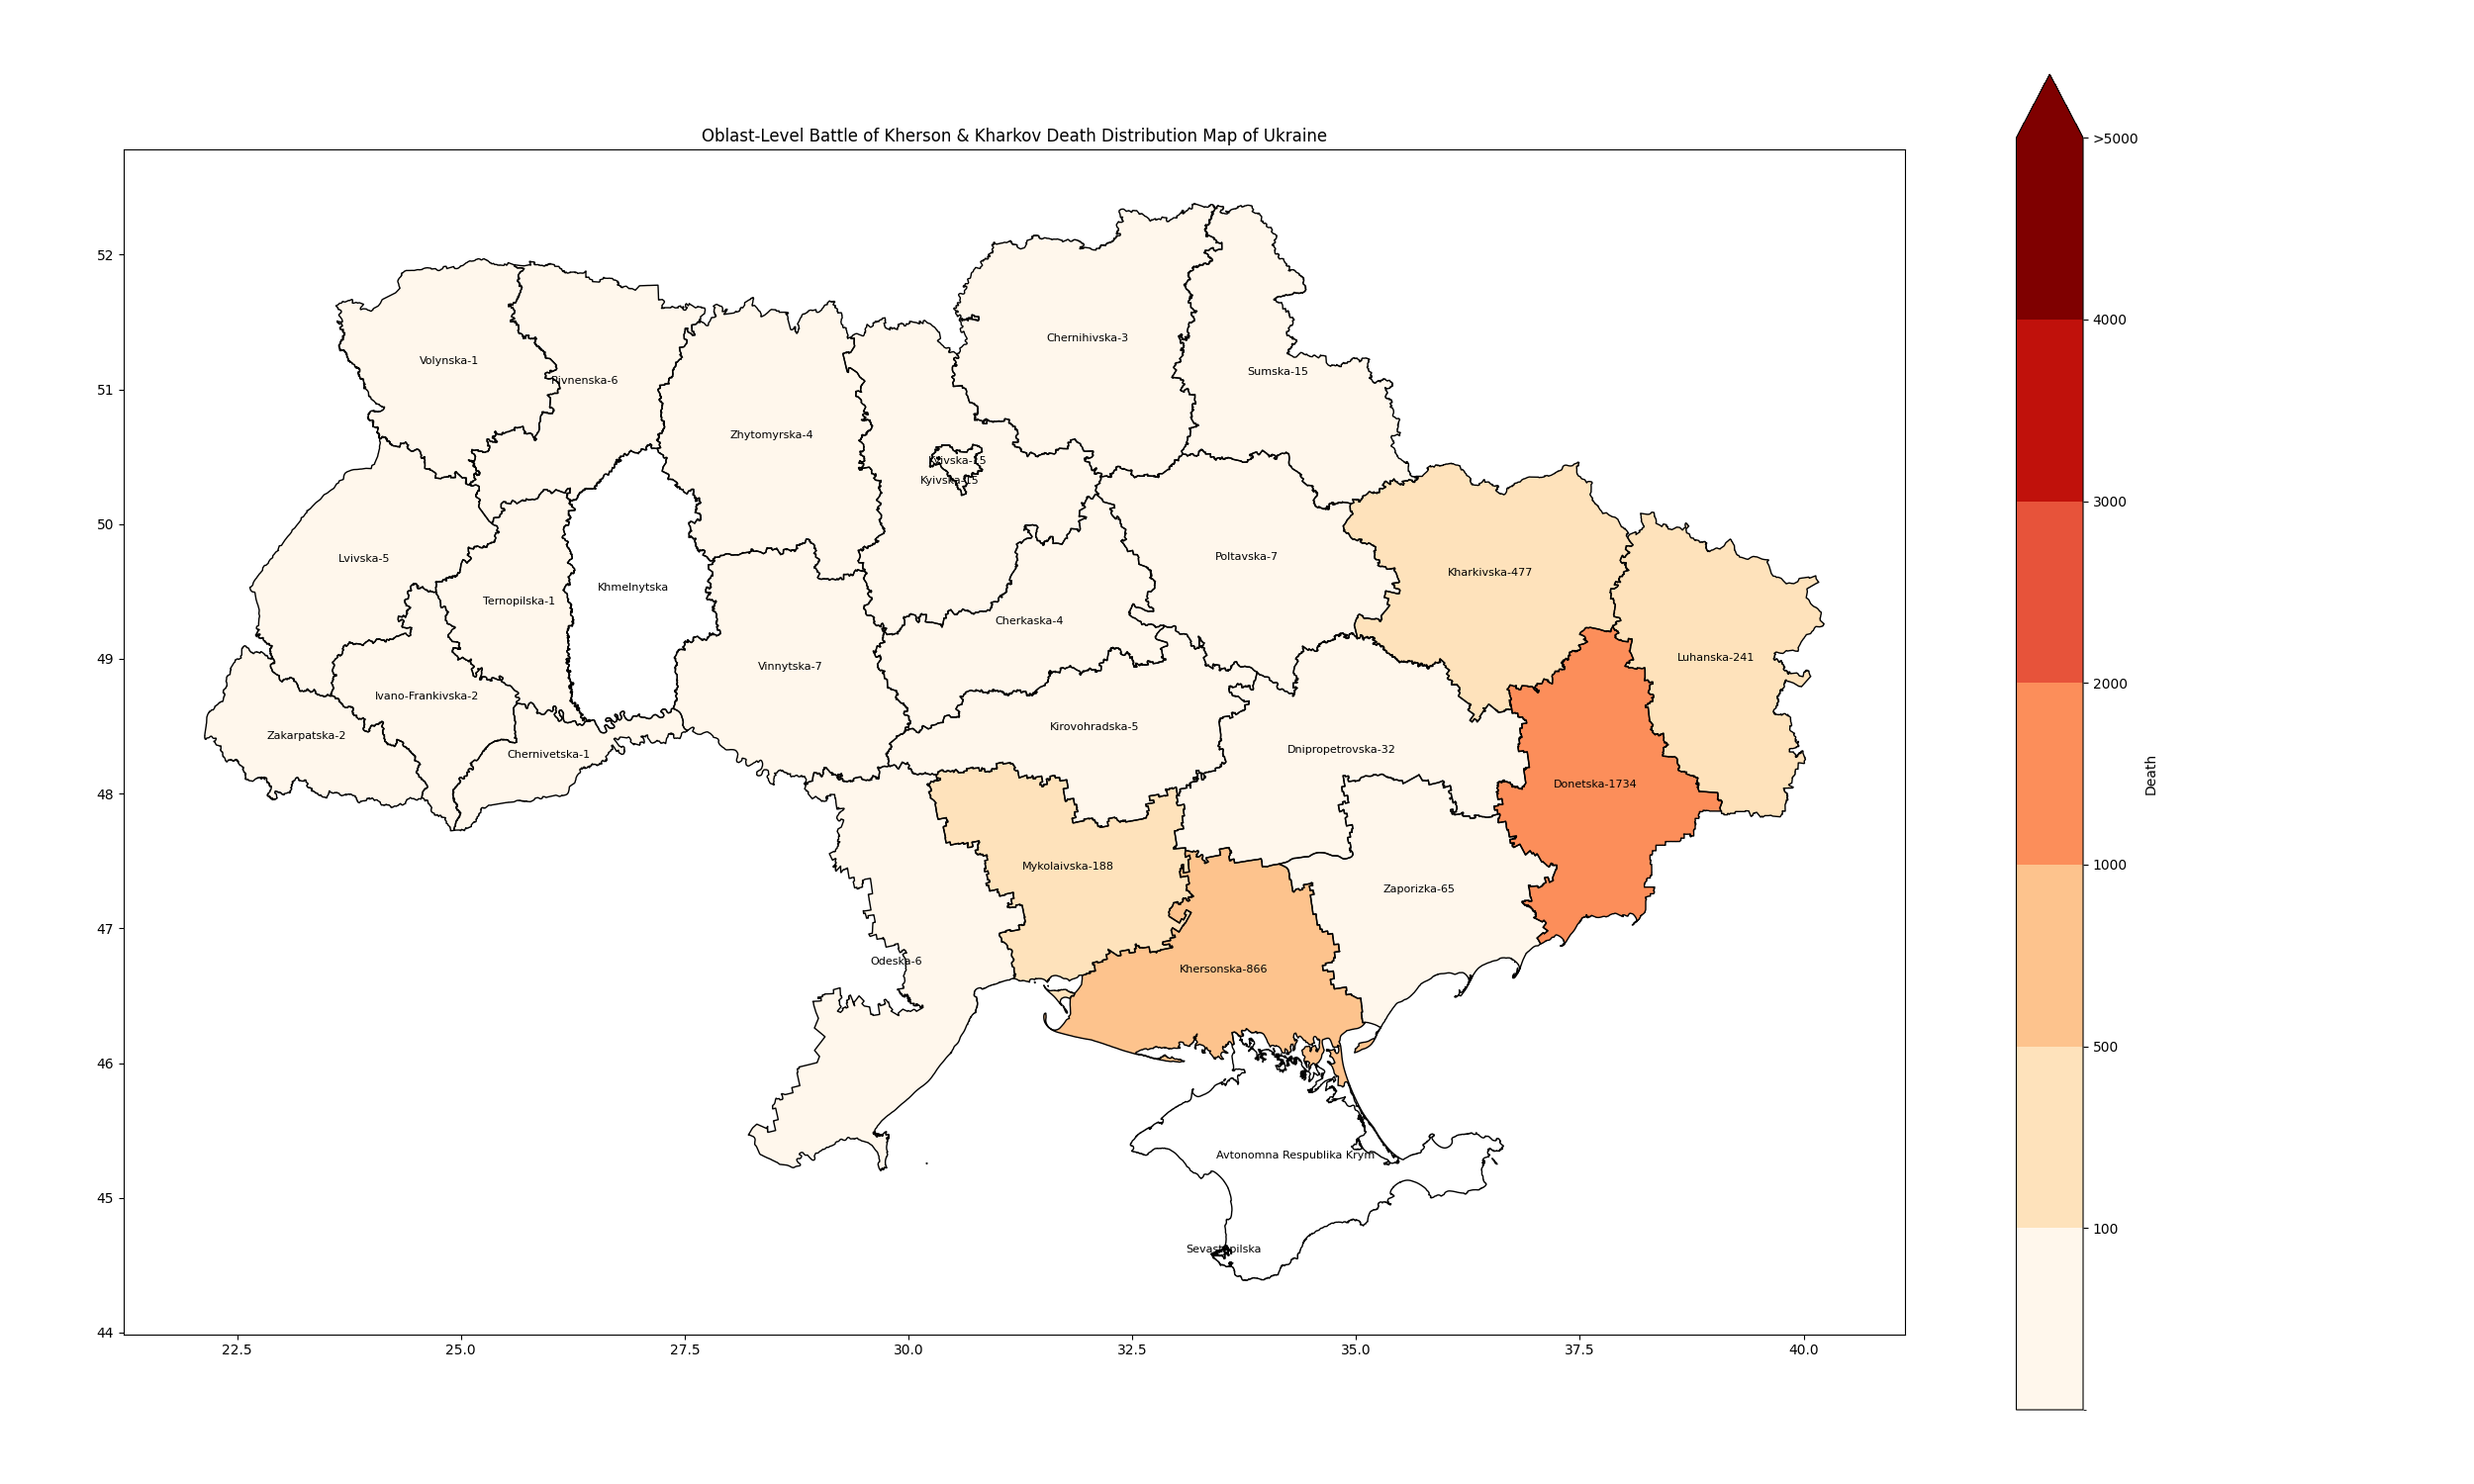 Oblast-Level Battle of Kherson & Kharkov Death Distribution Map of Ukraine
>5000
52
4000
Chernihivska-3
Volynska-1
Sumska-15
Rivnenska-6
51
3000
Zhytomyrska-4
Kyivska-15
Kyivska-15
50
Lvivska-5
Poltavska-7
Kharkivska-477
Khmelnytska
Ternopilska-1
Cherkaska-4
49
Luhanska-241
Vinnytska-7
2000
Ivano-Frankivska-2
Kirovohradska-5
Zakarpatska-2
Dnipropetrovska-32
Chernivetska-1
Death
Donetska-1734
48
1000
Mykolaivska-188
Zaporizka-65
47
Odeska-6
Khersonska-866
46
500
Avtonomna Respublika Krym
45
100
Sevastopilska
44
22.5 25.0 27.5 30.0 32.5 35.0 37.5 40.0